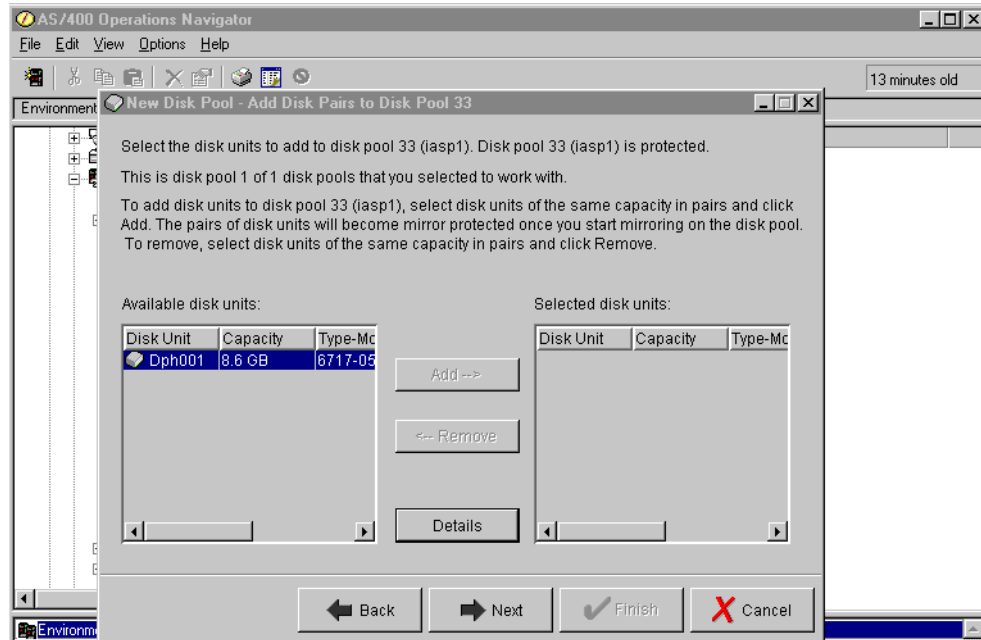 AS/400 Operations Navigator
File Edit View Options Help
13 minutes old
Environment
New Disk Pool - Add Disk Pairs to Disk Pool 33
Select the disk units to add to disk pool 33 (iasp1). Disk pool 33 (iasp1) is protected.
This is disk pool 1 of 1 disk pools that you selected to work with.
To add disk units to disk pool 33 (iasp1), select disk units of the same capacity in pairs and click
Add. The pairs of disk units will become mirror protected once you start mirroring on the disk pool.
To remove, select disk units of the same capacity in pairs and click Remove.
Available disk units:
Selected disk units:
Disk Unit Capacity Type-Mo
Disk Unit Capacity Type-Mo
Dph001 8.6 GB 6717-05
Add -->
<-- Remove
Details
Back Next Finish Cancel
Environm